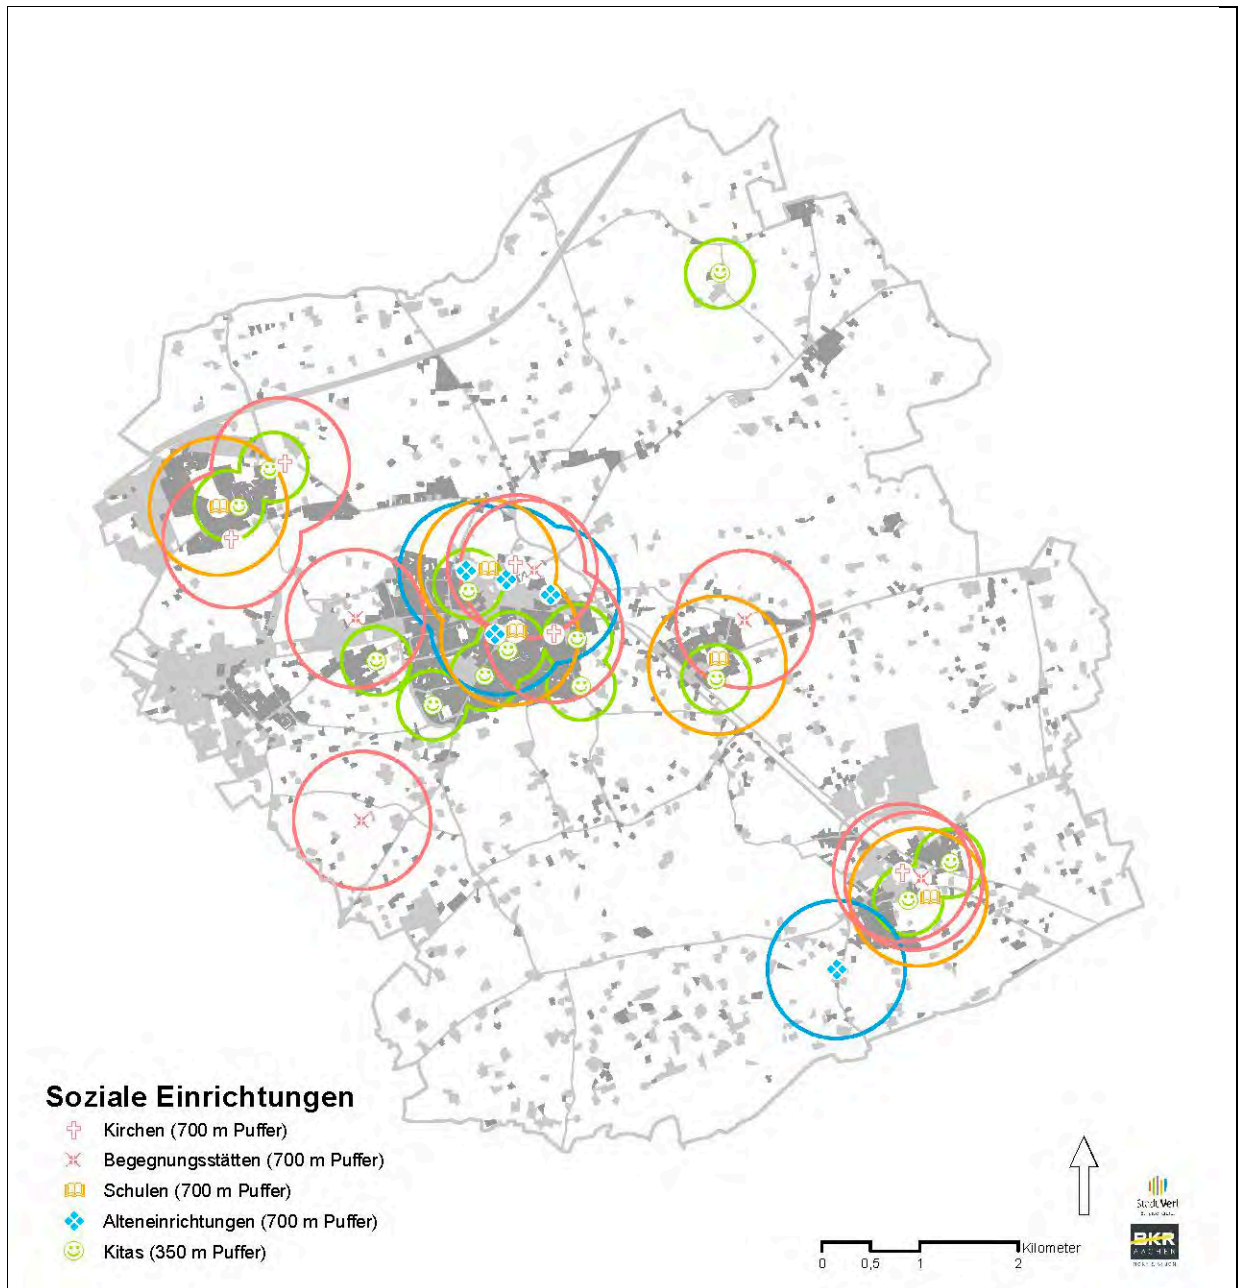 Soziale Einrichtungen
Kirchen (700 m Puffer)
Begegnungsstätten (700 m Puffer)
Schulen (700 m Puffer)
Alteneinrichtungen (700 m Puffer)
Kitas (350 m Puffer)
Kilometer
0 0,5 1 2
Stadt Verl
BKR
AACHEN